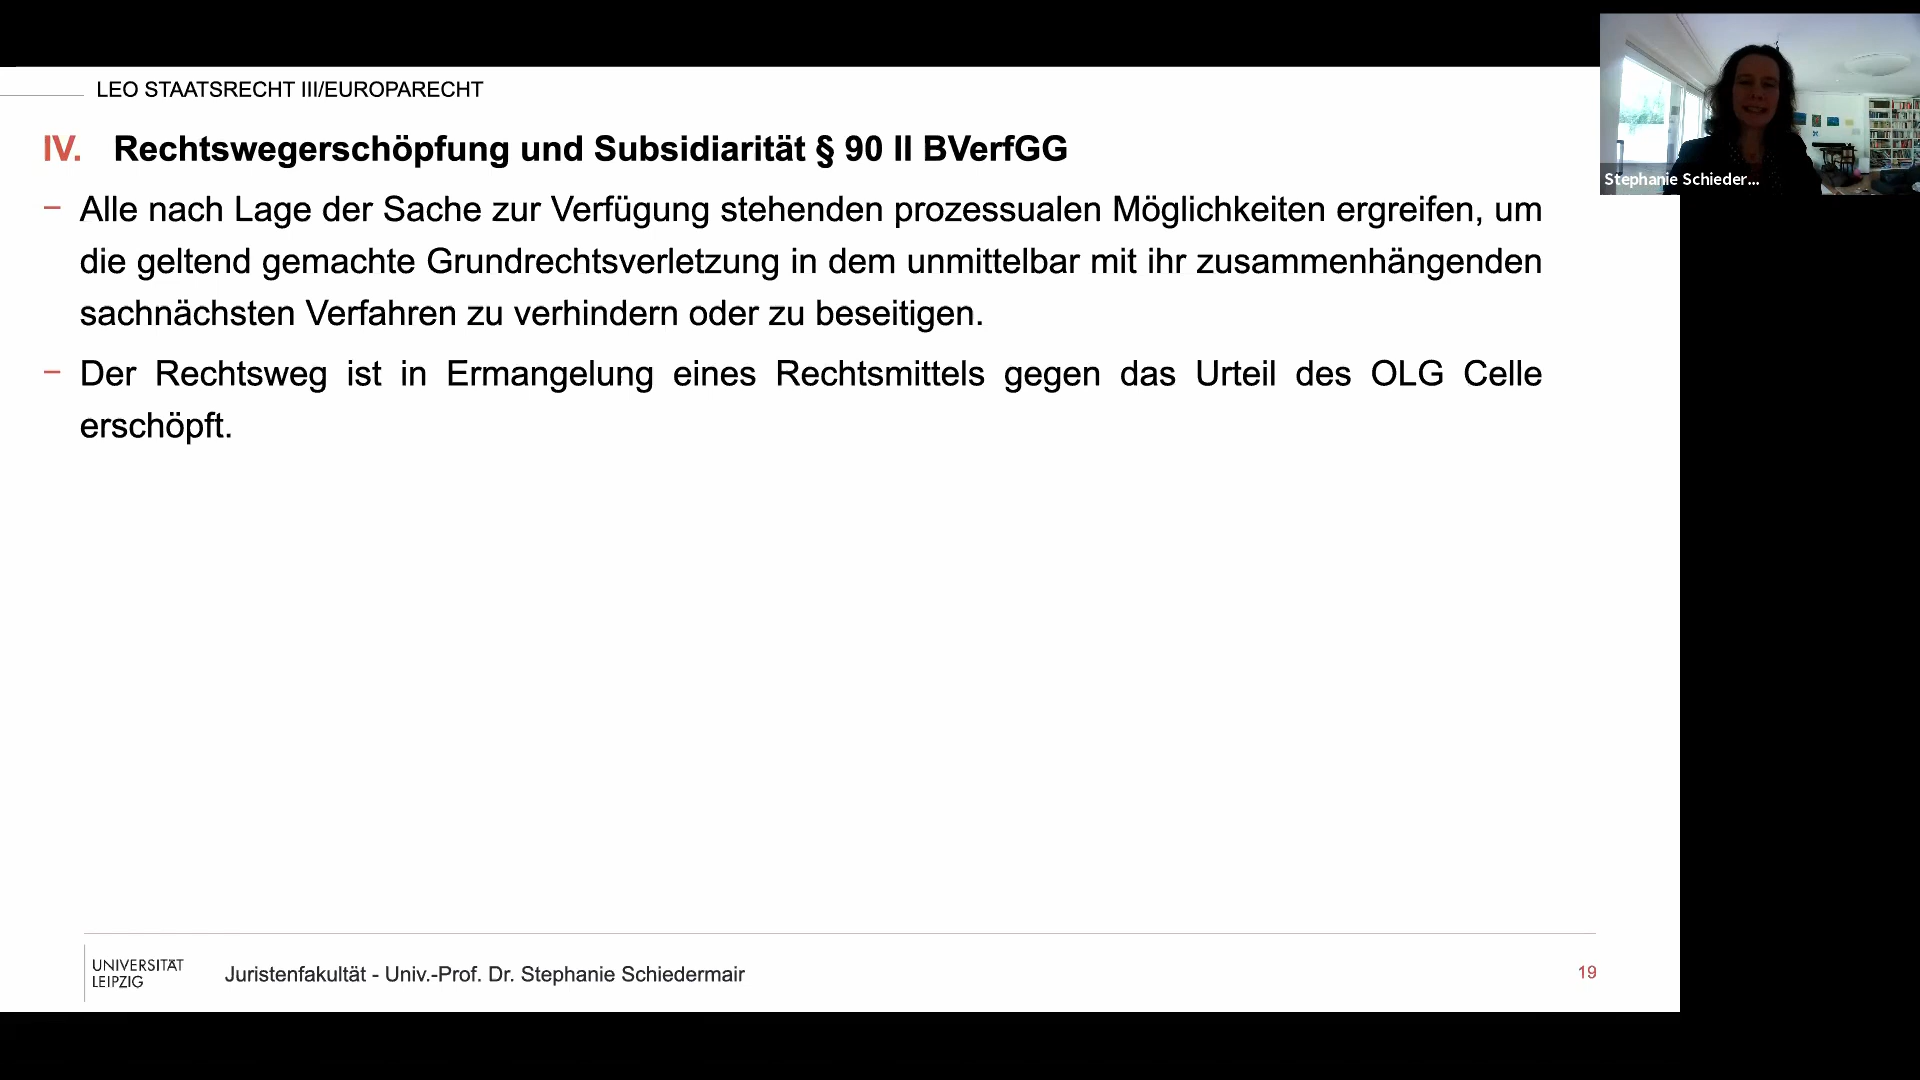 LEO STAATSRECHT III/EUROPARECHT
IV. Rechtswegerschöpfung und Subsidiarität § 90 II BVerfGG
– Alle nach Lage der Sache zur Verfügung stehenden prozessualen Möglichkeiten ergreifen, um
die geltend gemachte Grundrechtsverletzung in dem unmittelbar mit ihr zusammenhängenden
sachnächsten Verfahren zu verhindern oder zu beseitigen.
– Der Rechtsweg ist in Ermangelung eines Rechtsmittels gegen das Urteil des OLG Celle
erschöpft.
Stephanie Schieder...
UNIVERSITÄT
LEIPZIG
Juristenfakultät - Univ.-Prof. Dr. Stephanie Schiedermair
19